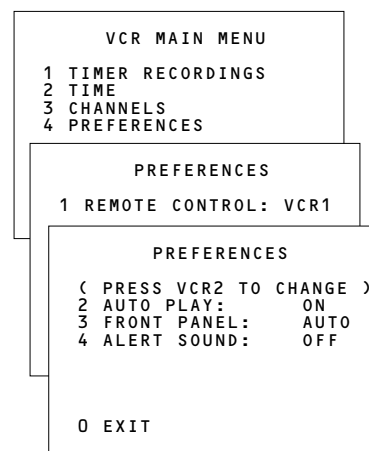 VCR MAIN MENU
1 TIMER RECORDINGS
2 TIME
3 CHANNELS
4 PREFERENCES
PREFERENCES
1 REMOTE CONTROL: VCR1
PREFERENCES
( PRESS VCR2 TO CHANGE )
2 AUTO PLAY: ON
3 FRONT PANEL: AUTO
4 ALERT SOUND: OFF
0 EXIT